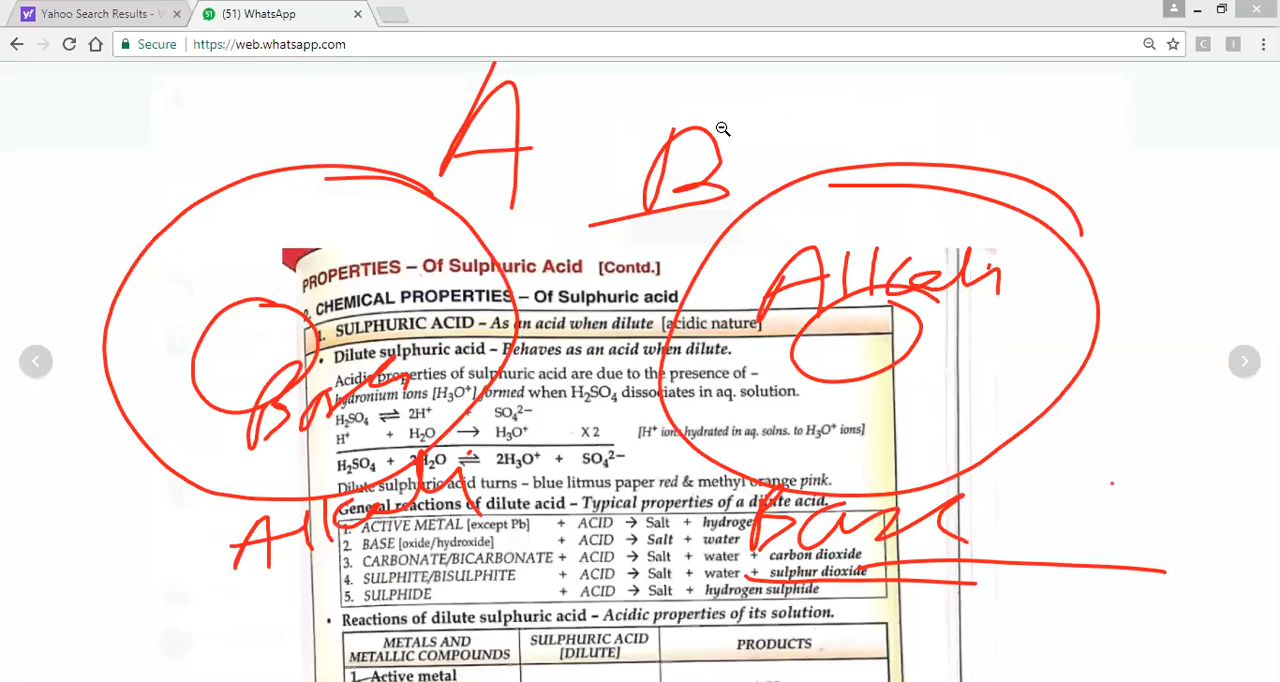 Yahoo Search Results -
(51) WhatsApp
Secure
https://web.whatsapp.com
C
I
A
B
PROPERTIES – Of Sulphuric Acid [Contd.]
CHEMICAL PROPERTIES – Of Sulphuric acid
1. SULPHURIC ACID – As an acid when dilute [acidic nature]
• Dilute sulphuric acid – Behaves as an acid when dilute.
Acidic properties of sulphuric acid are due to the presence of –
hydronium ions [H₃O⁺] formed when H₂SO₄ dissociates in aq. solution.
H₂SO₄ ⇌ 2H⁺ + SO₄²⁻
H⁺ + H₂O → H₃O⁺ X 2 [H⁺ ions hydrated in aq. solns. to H₃O⁺ ions]
H₂SO₄ + 2H₂O ⇌ 2H₃O⁺ + SO₄²⁻
Dilute sulphuric acid turns – blue litmus paper red & methyl orange pink.
General reactions of dilute acid – Typical properties of a dilute acid.
1. ACTIVE METAL [except Pb] + ACID → Salt + hydrogen
2. BASE [oxide/hydroxide] + ACID → Salt + water
3. CARBONATE/BICARBONATE + ACID → Salt + water + carbon dioxide
4. SULPHITE/BISULPHITE + ACID → Salt + water + sulphur dioxide
5. SULPHIDE + ACID → Salt + hydrogen sulphide
• Reactions of dilute sulphuric acid – Acidic properties of its solution.
METALS AND METALLIC COMPOUNDS
SULPHURIC ACID [DILUTE]
PRODUCTS
1. Active metal
Alkali
Base
Alkali
Base